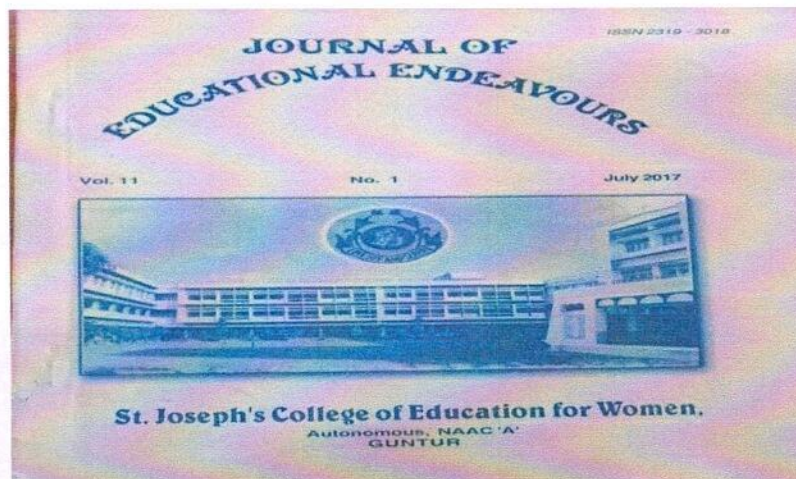 ISSN 2319 - 3018
JOURNAL OF
EDUCATIONAL ENDEAVOURS
Vol. 11 No. 1 July 2017
St. Joseph's College of Education for Women,
Autonomous, NAAC 'A'
GUNTUR